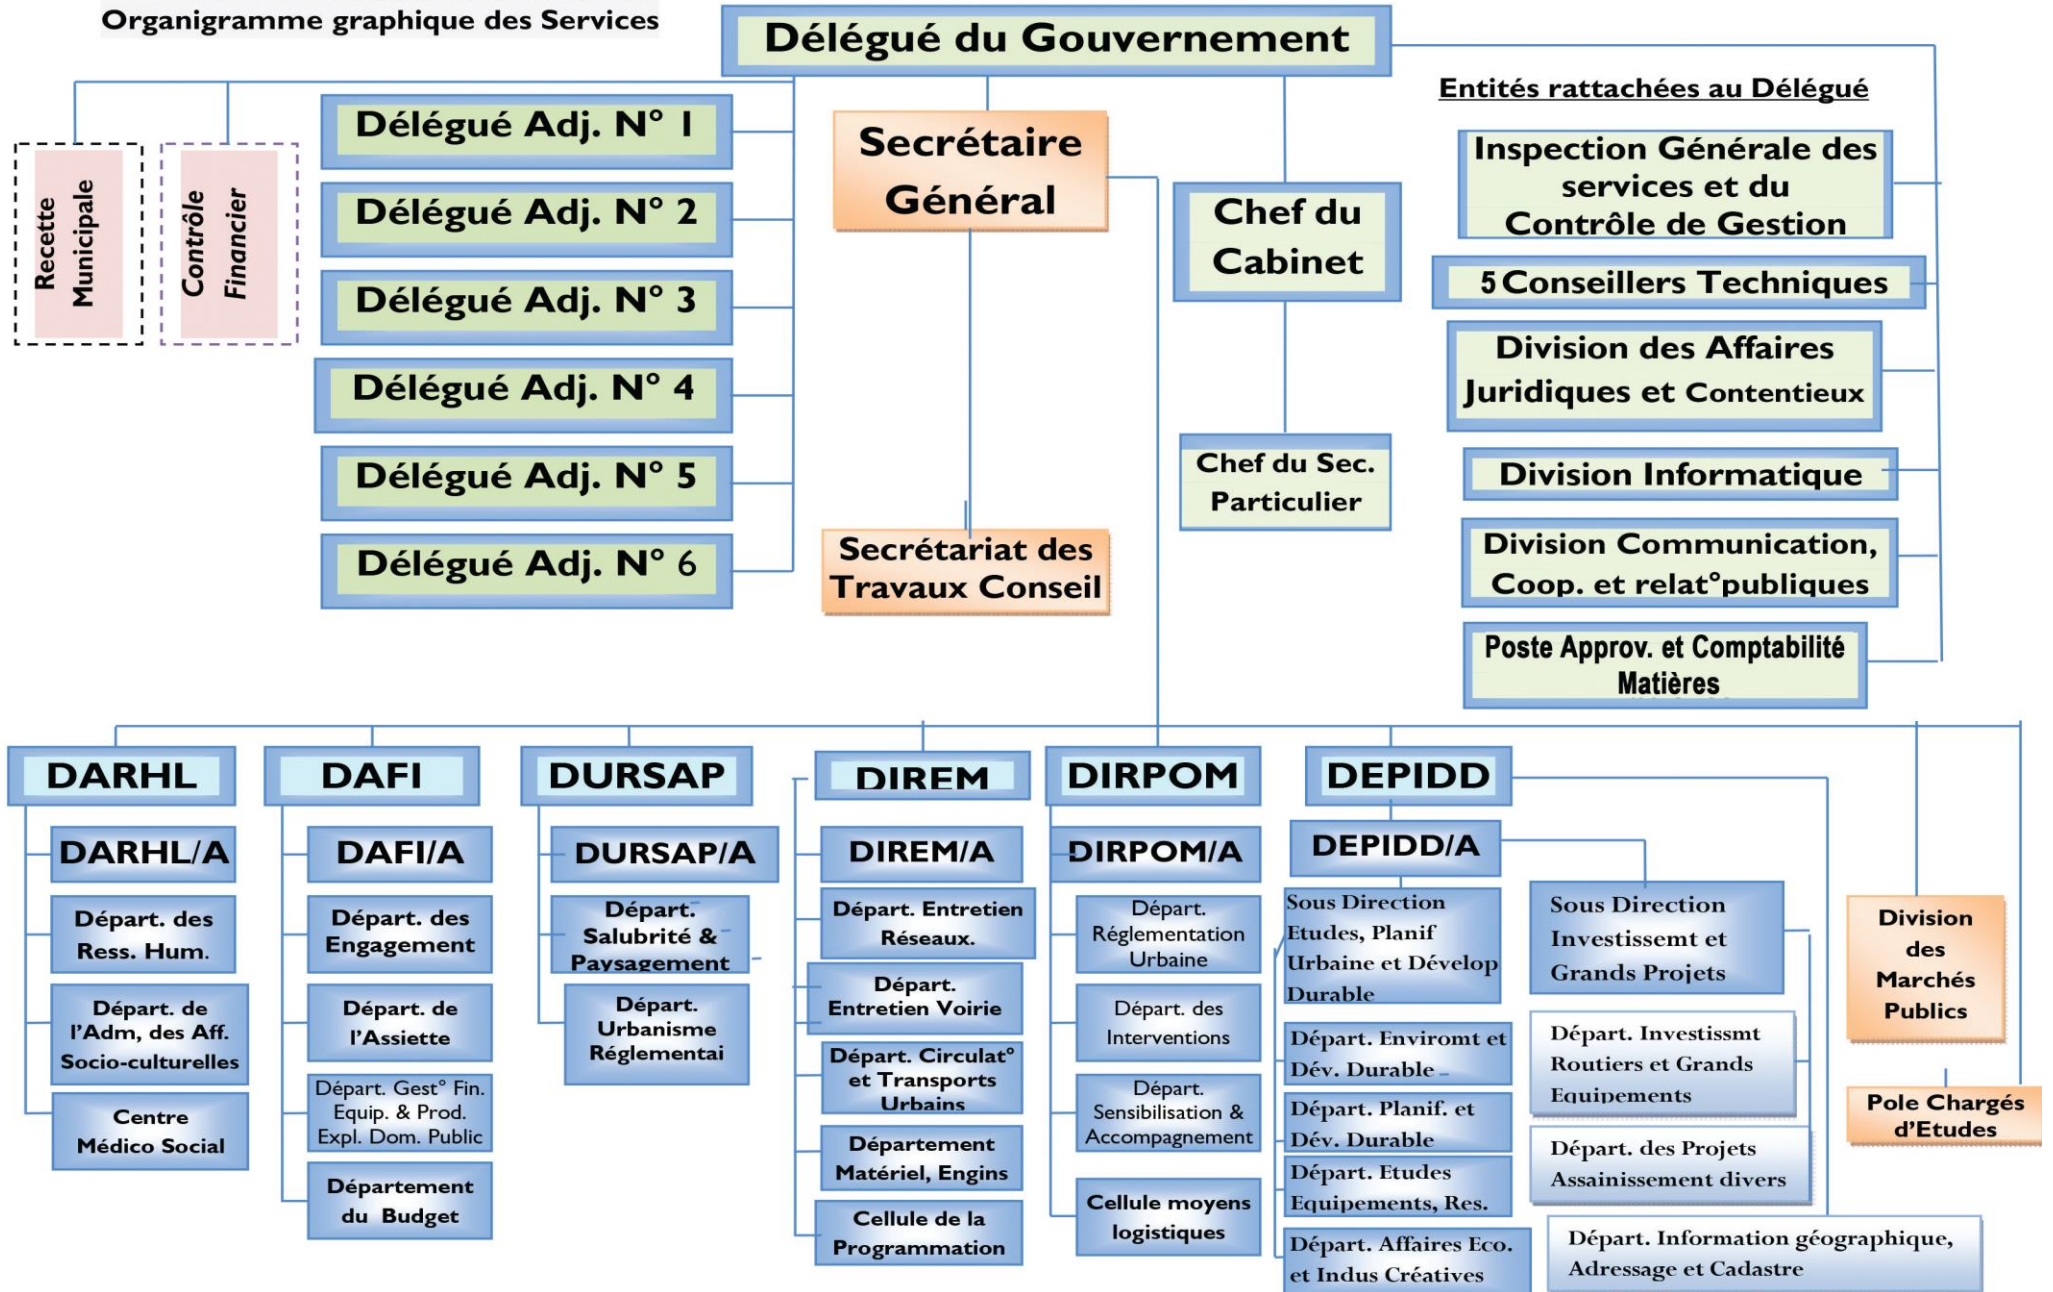 Organigramme graphique des Services
Délégué du Gouvernement
Recette
Municipale
Contrôle
Financier
Délégué Adj. N° 1
Délégué Adj. N° 2
Délégué Adj. N° 3
Délégué Adj. N° 4
Délégué Adj. N° 5
Délégué Adj. N° 6
Secrétaire
Général
Secrétariat des
Travaux Conseil
Chef du
Cabinet
Chef du Sec.
Particulier
Entités rattachées au Délégué
Inspection Générale des
services et du
Contrôle de Gestion
5 Conseillers Techniques
Division des Affaires
Juridiques et Contentieux
Division Informatique
Division Communication,
Coop. et relat°publiques
Poste Approv. et Comptabilité
Matières
DARHL
DARHL/A
Départ. des
Ress. Hum.
Départ. de
l'Adm, des Aff.
Socio-culturelles
Centre
Médico Social
DAFI
DAFI/A
Départ. des
Engagement
Départ. de
l'Assiette
Départ. Gest° Fin.
Equip. & Prod.
Expl. Dom. Public
Département
du Budget
DURSAP
DURSAP/A
Départ.
Salubrité &
Paysagement
Départ.
Urbanisme
Réglementai
DIREM
DIREM/A
Départ. Entretien
Réseaux.
Départ.
Entretien Voirie
Départ. Circulat°
et Transports
Urbains
Département
Matériel, Engins
Cellule de la
Programmation
DIRPOM
DIRPOM/A
Départ.
Réglementation
Urbaine
Départ. des
Interventions
Départ.
Sensibilisation &
Accompagnement
Cellule moyens
logistiques
DEPIDD
DEPIDD/A
Sous Direction
Etudes, Planif
Urbaine et Dévelop
Durable
Départ. Enviromt et
Dév. Durable
Départ. Planif. et
Dév. Durable
Départ. Etudes
Equipements, Res.
Départ. Affaires Eco.
et Indus Créatives
Sous Direction
Investissemt et
Grands Projets
Départ. Investissmt
Routiers et Grands
Equipements
Départ. des Projets
Assainissement divers
Départ. Information géographique,
Adressage et Cadastre
Division
des
Marchés
Publics
Pole Chargés
d'Etudes